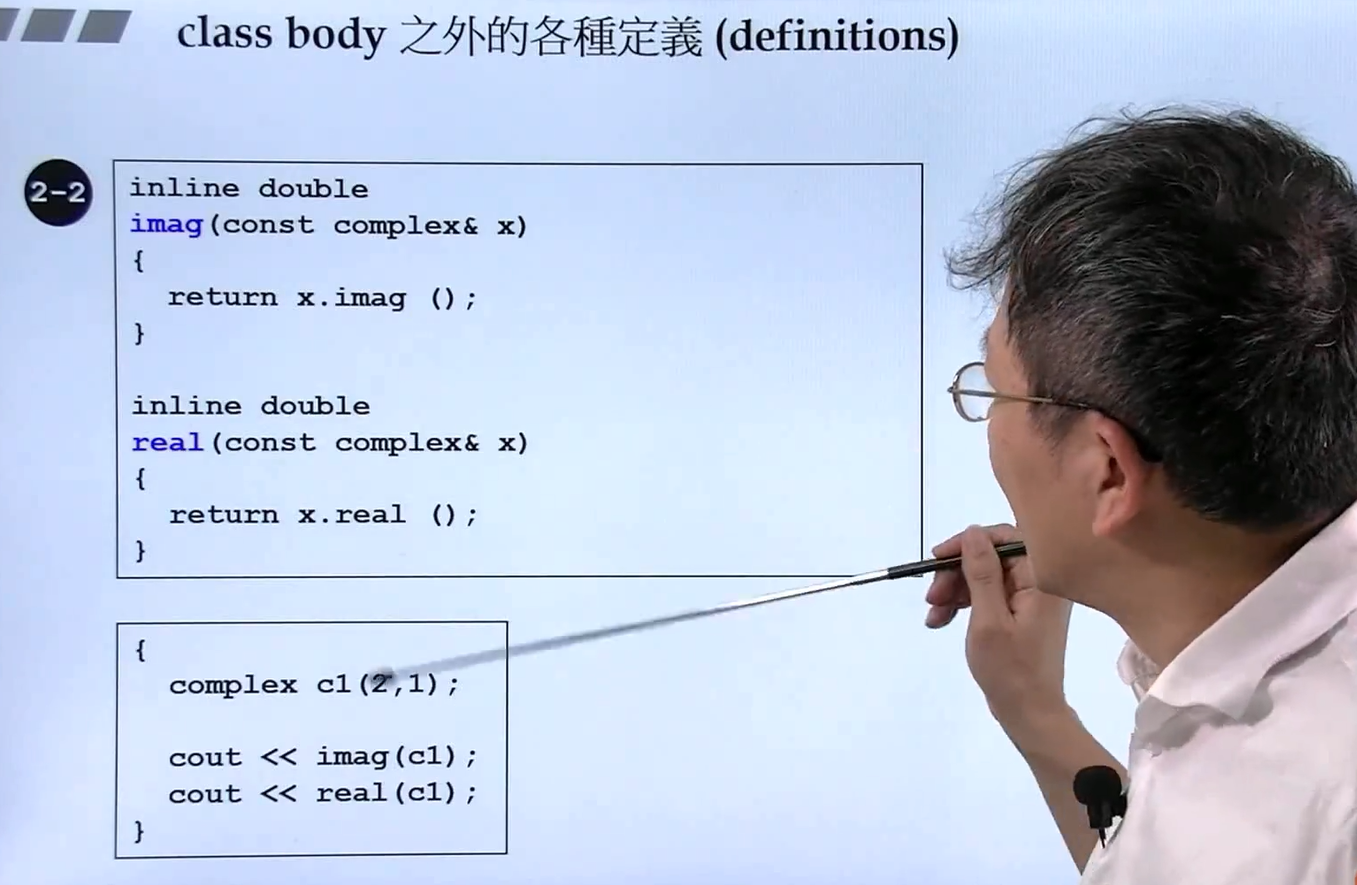 class body 之外的各種定義 (definitions)
2-2
inline double
imag(const complex& x)
{
  return x.imag ();
}
inline double
real(const complex& x)
{
  return x.real ();
}
{
  complex c1(2,1);
  cout << imag(c1);
  cout << real(c1);
}